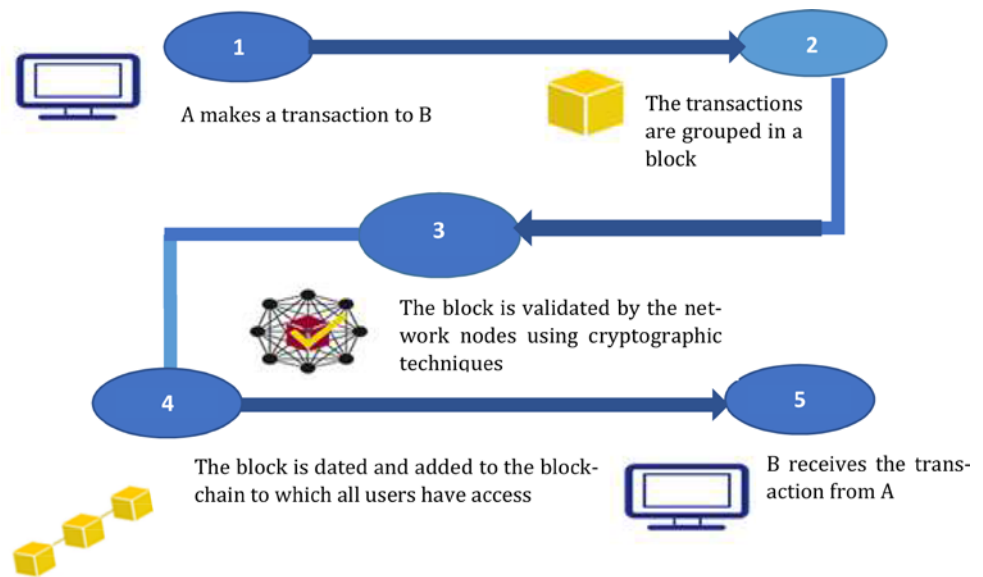 1
2
A makes a transaction to B
The transactions
are grouped in a
block
3
The block is validated by the net-
work nodes using cryptographic
techniques
4
5
The block is dated and added to the block-
chain to which all users have access
B receives the trans-
action from A